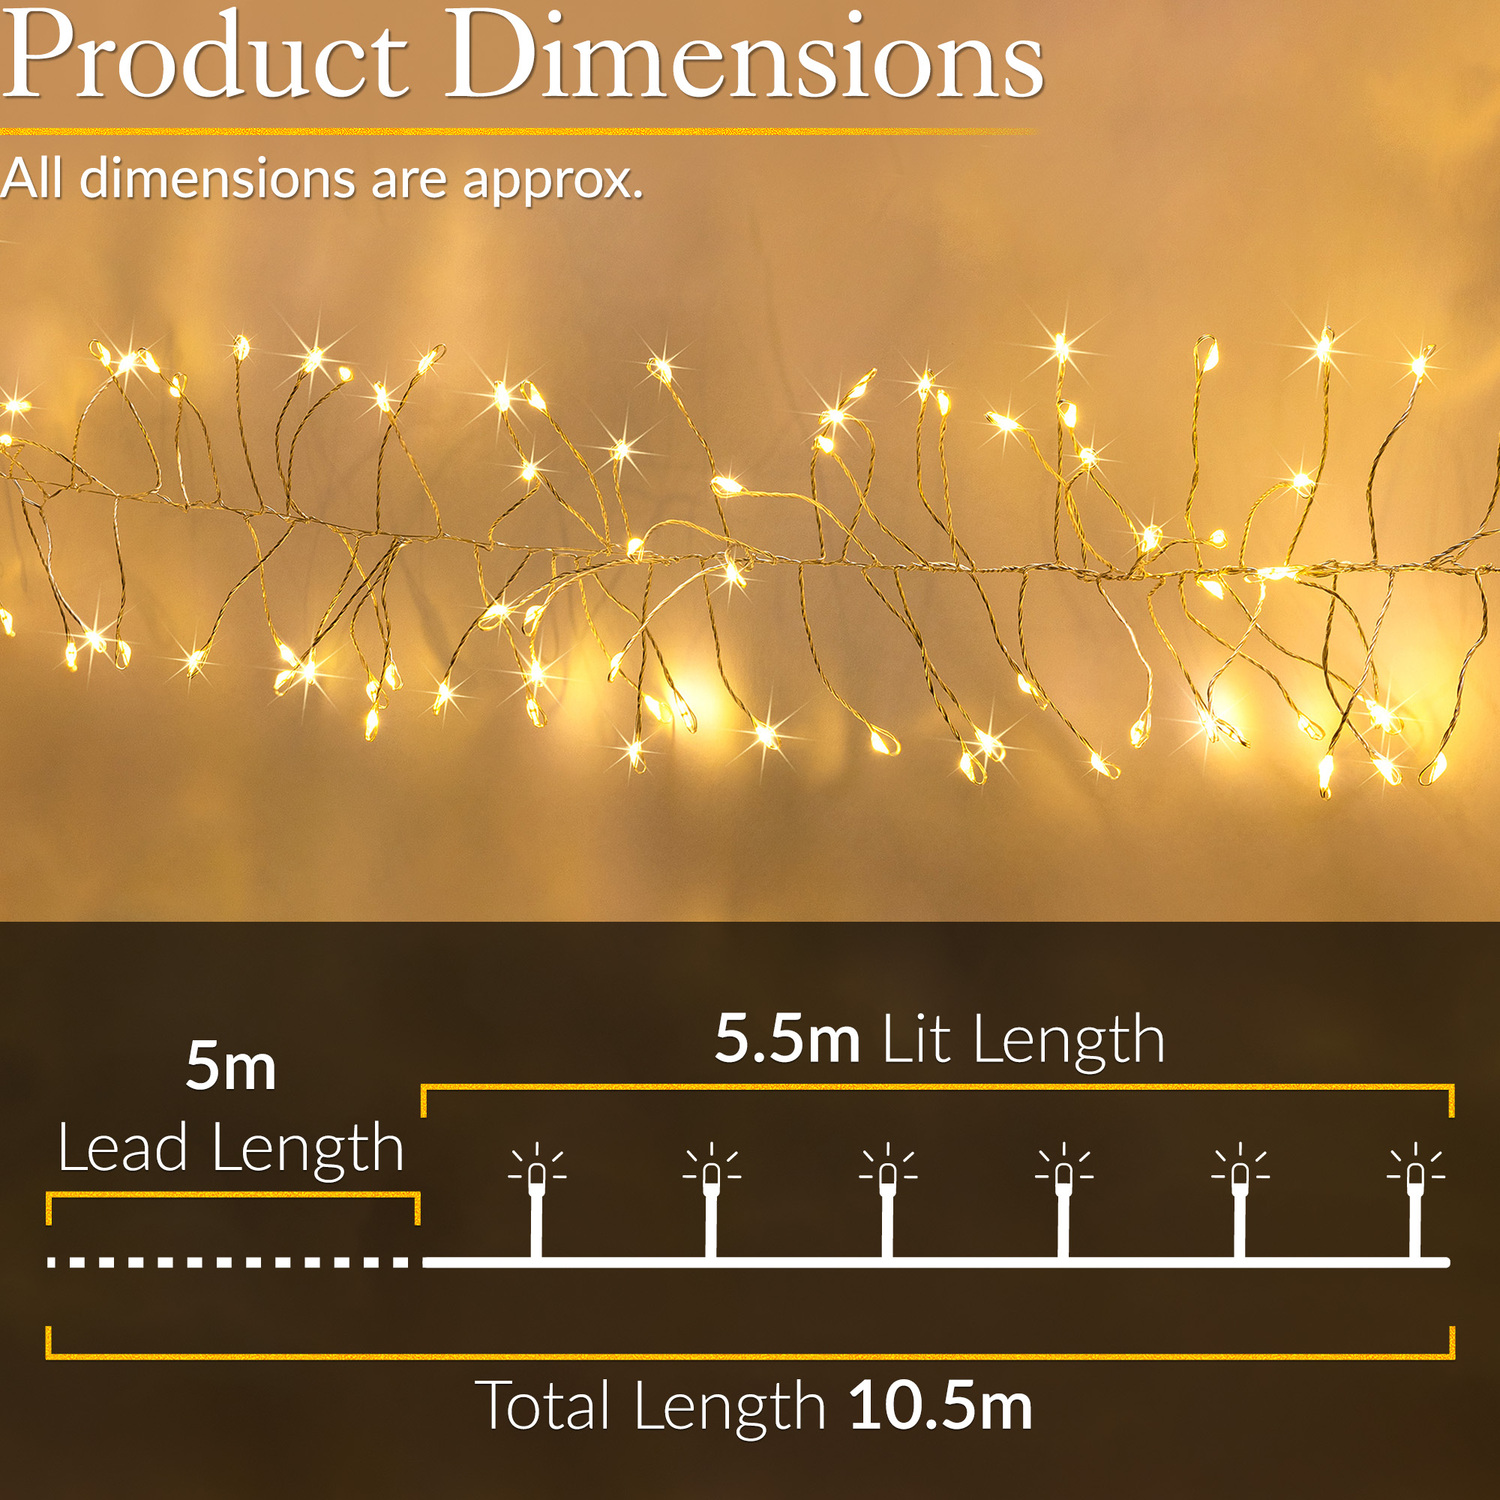 Product Dimensions
All dimensions are approx.
5.5m Lit Length
5m
Lead Length
Total Length 10.5m